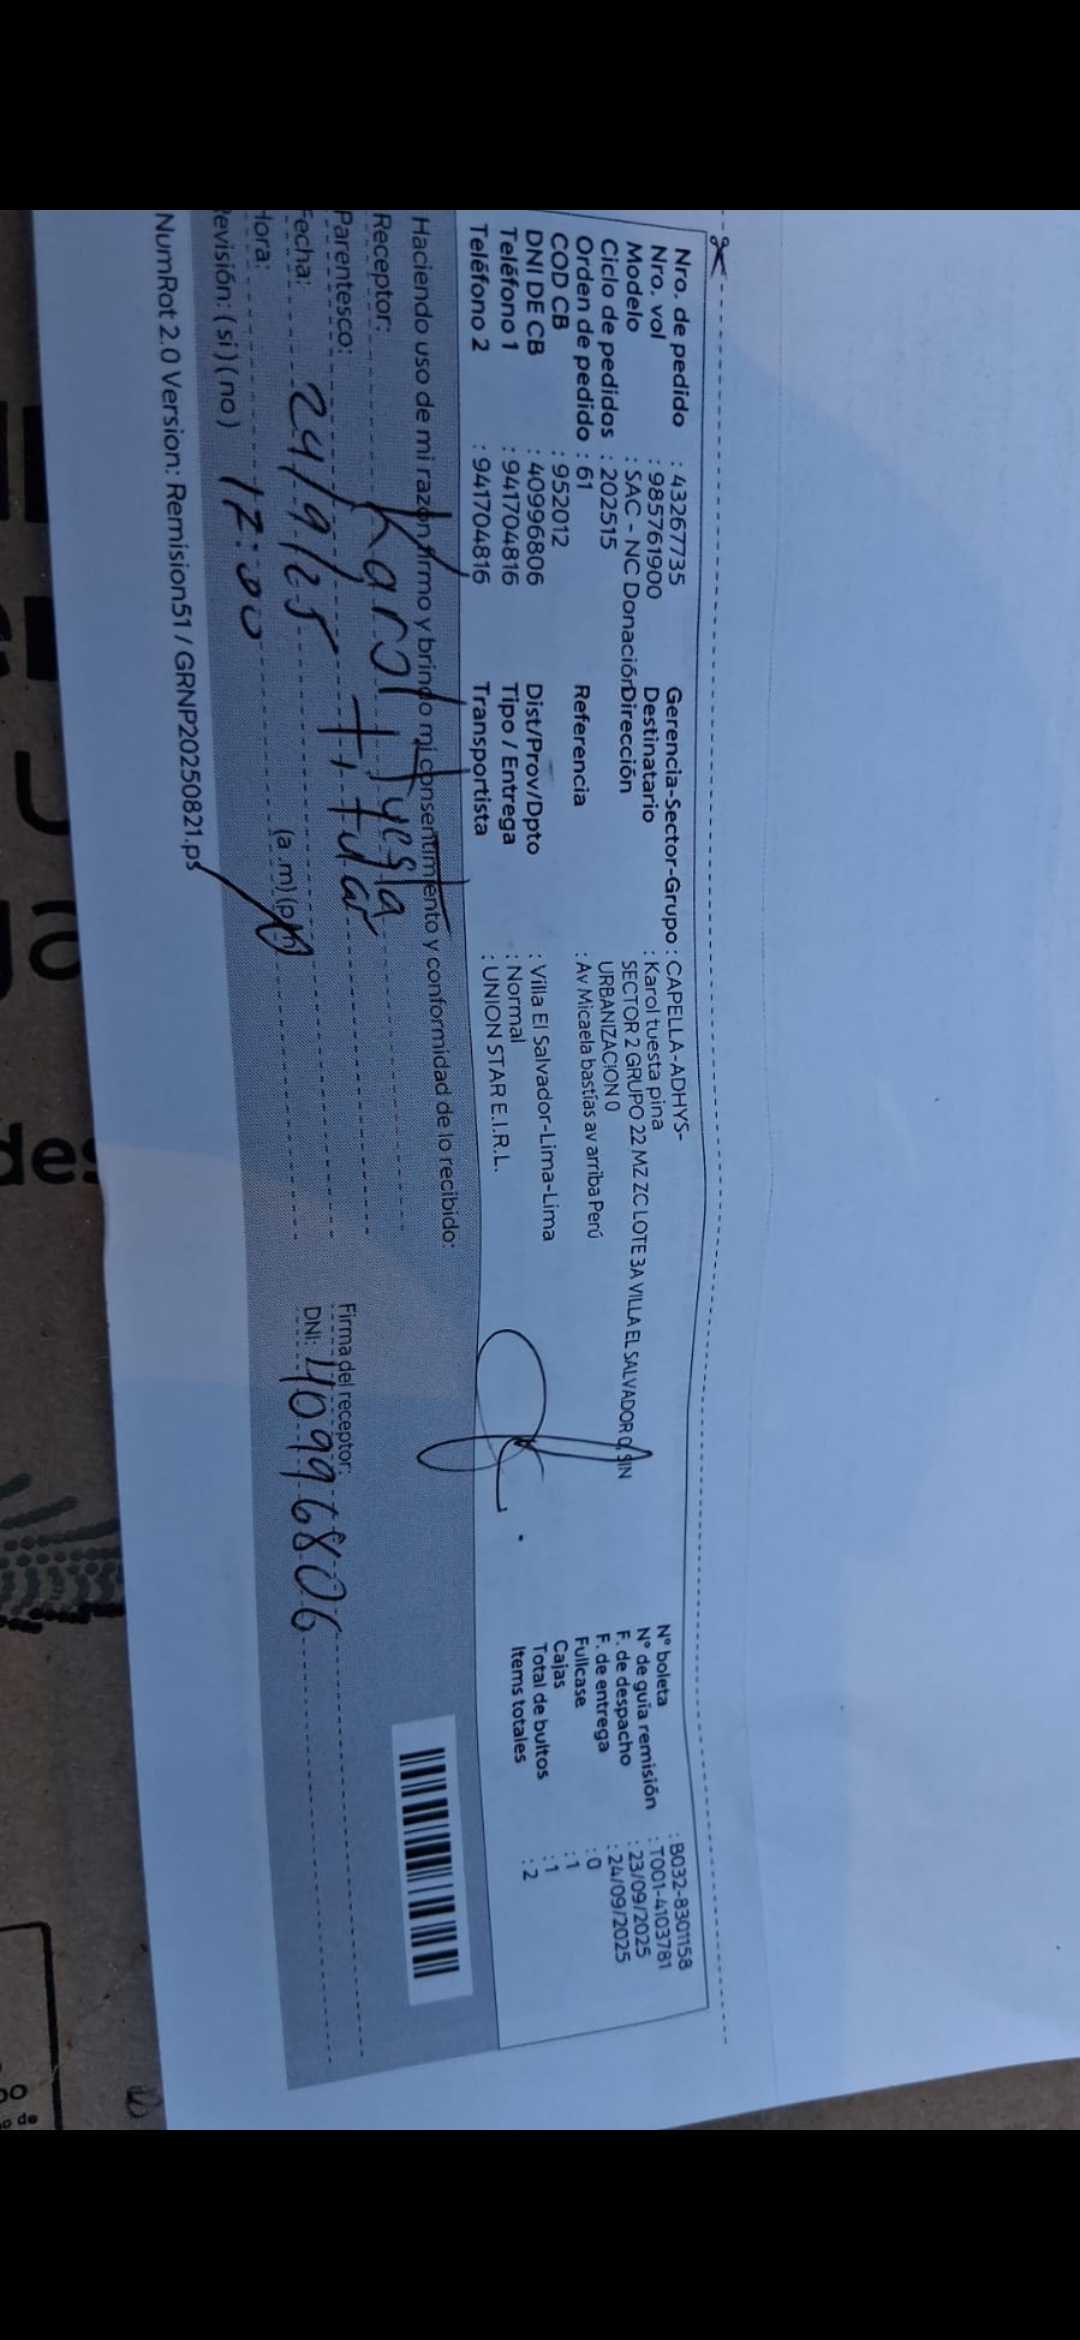 Nro. de pedido : 43267735
Nro. vol : 985761900
Modelo : SAC - NC Donación
Ciclo de pedidos : 202515
Orden de pedido : 61
COD CB : 952012
DNI DE CB : 40996806
Teléfono 1 : 941704816
Teléfono 2 : 941704816
Gerencia-Sector-Grupo : CAPELLA-ADHYS-
Destinatario : Karol tuesta pina
Dirección SECTOR 2 GRUPO 22 MZ ZC LOTE 3A VILLA EL SALVADOR 0, SIN
URBANIZACION 0
Referencia : Av Micaela bastías av arriba Perú
Dist/Prov/Dpto : Villa El Salvador-Lima-Lima
Tipo / Entrega : Normal
Transportista : UNION STAR E.I.R.L.
N° boleta : B032-8301158
N° de guía remisión : T001-4103781
F. de despacho : 23/09/2025
F. de entrega : 24/09/2025
Fullcase : 0
Cajas : 1
Total de bultos : 1
Items totales : 2
Haciendo uso de mi razón firmo y brindo mi consentimiento y conformidad de lo recibido:
Receptor: Karol Tuesta
Parentesco: Titular
Fecha: 24/9/25
Hora: 17:00 (a.m) (p.m)
Revisión: ( si ) ( no )
Firma del receptor:
DNI: 40996806
NumRot 2.0 Version: Remision51 / GRNP20250821.ps
des